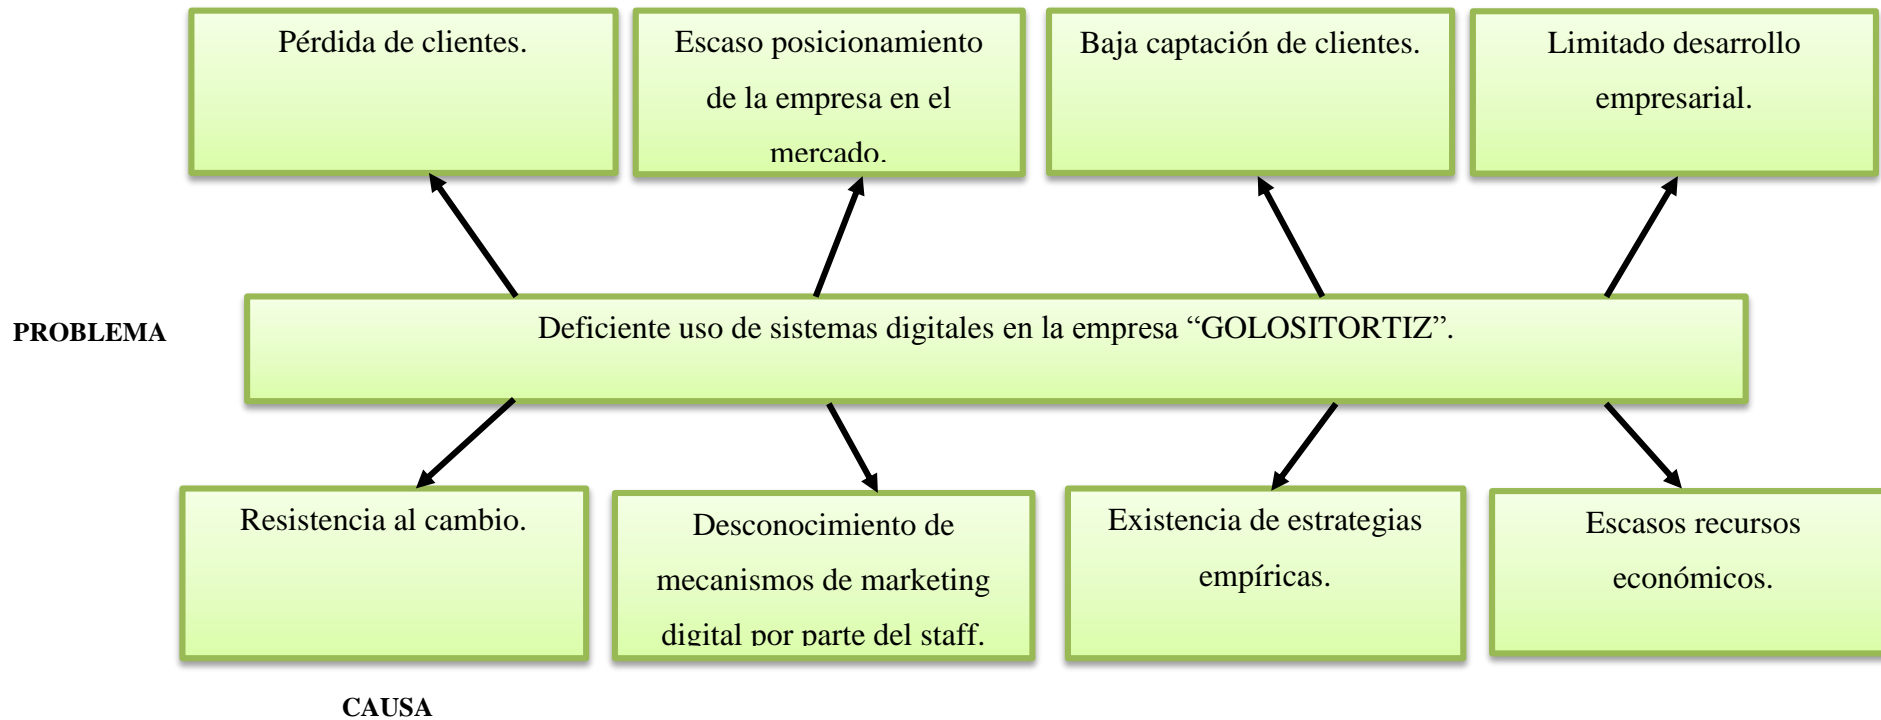 Pérdida de clientes.
Escaso posicionamiento
de la empresa en el
mercado.
Baja captación de clientes.
Limitado desarrollo
empresarial.
PROBLEMA
Deficiente uso de sistemas digitales en la empresa “GOLOSITORTIZ”.
Resistencia al cambio.
Desconocimiento de
mecanismos de marketing
digital por parte del staff.
Existencia de estrategias
empíricas.
Escasos recursos
económicos.
CAUSA